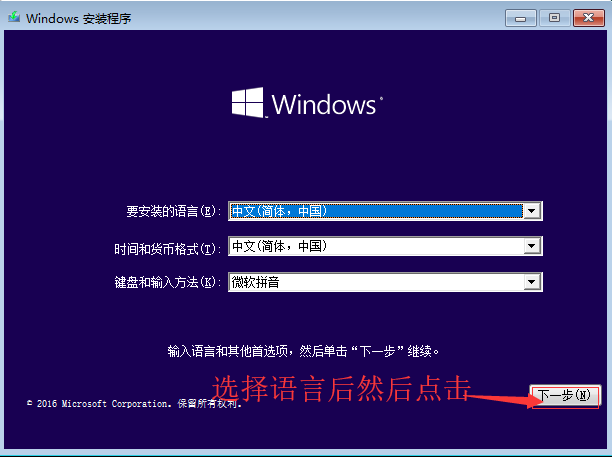 Windows 安装程序
Windows
要安装的语言(E): 中文(简体，中国)
时间和货币格式(T): 中文(简体，中国)
键盘和输入方法(K): 微软拼音
输入语言和其他首选项，然后单击“下一步”继续。
选择语言后然后点击
下一步(N)
© 2016 Microsoft Corporation. 保留所有权利。